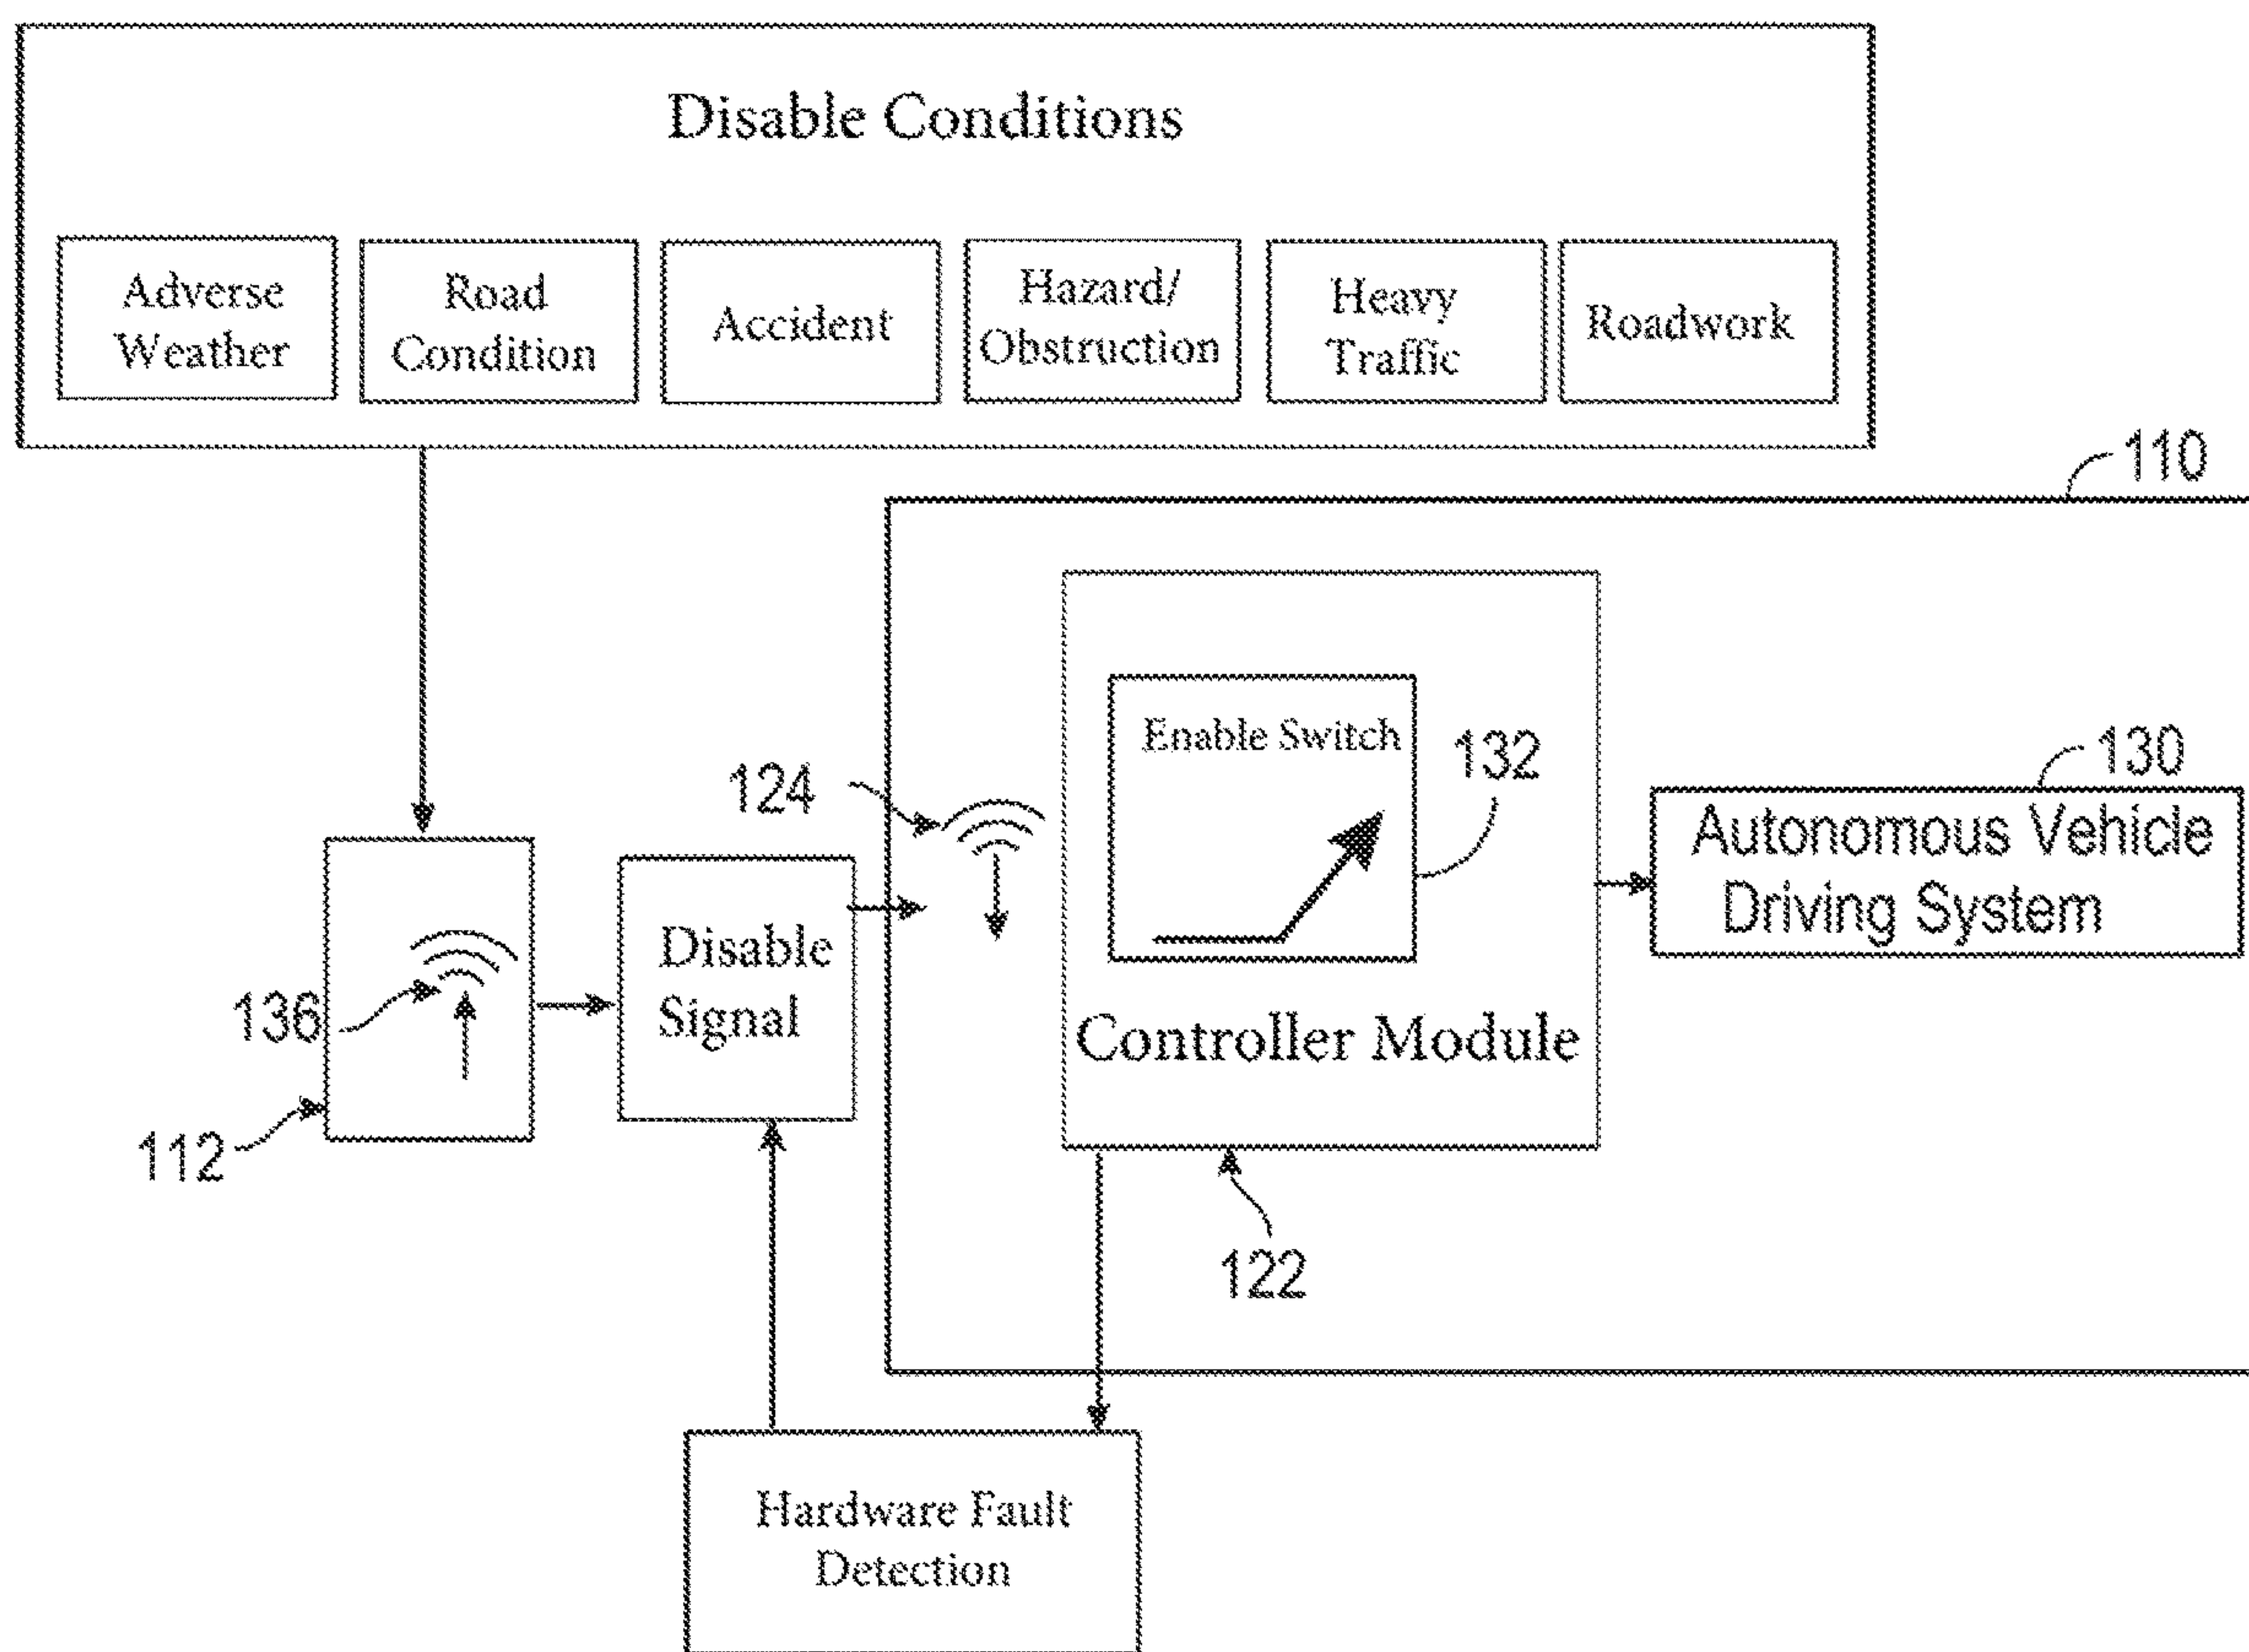 Disable Conditions
Adverse
Weather
Road
Condition
Accident
Hazard/
Obstruction
Heavy
Traffic
Roadwork
110
Enable Switch
132
124
130
Autonomous Vehicle
Driving System
136
Disable
Signal
Controller Module
112
122
Hardware Fault
Detection